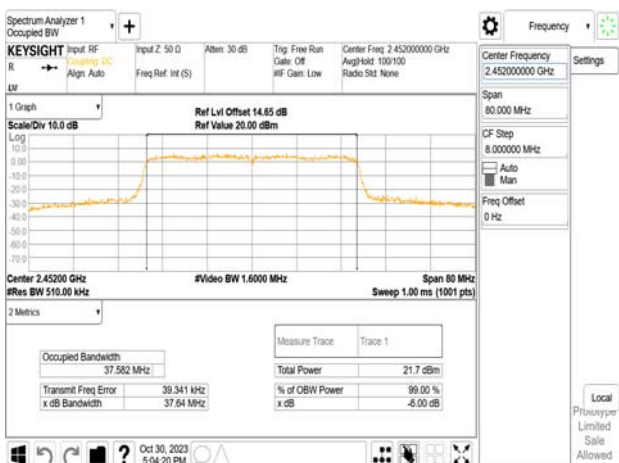 Spectrum Analyzer 1
Occupied BW
KEYSIGHT
R
Input: RF
Coupling: DC
Align: Auto
Input Z: 50 Ω
Freq Ref: Int (S)
Atten: 30 dB
Trig: Free Run
Gate: Off
#IF Gain: Low
Center Freq: 2.452000000 GHz
Avg|Hold: 100/100
Radio Std: None
1 Graph
Scale/Div 10.0 dB
Ref Lvl Offset 14.65 dB
Ref Value 20.00 dBm
Log
10.0
0.00
-10.0
-20.0
-30.0
-40.0
-50.0
-60.0
-70.0
Center 2.45200 GHz
#Res BW 510.00 kHz
#Video BW 1.6000 MHz
Span 80 MHz
Sweep 1.00 ms (1001 pts)
2 Metrics
Measure Trace Trace 1
Occupied Bandwidth
37.582 MHz
Total Power 21.7 dBm
Transmit Freq Error 39.341 kHz
% of OBW Power 99.00 %
x dB Bandwidth 37.64 MHz
x dB -6.00 dB
Oct 30, 2023
5:04:20 PM
Frequency
Center Frequency
2.452000000 GHz
Settings
Span
80.000 MHz
CF Step
8.000000 MHz
Auto
Man
Freq Offset
0 Hz
Local
Prototype
Limited
Sale
Allowed